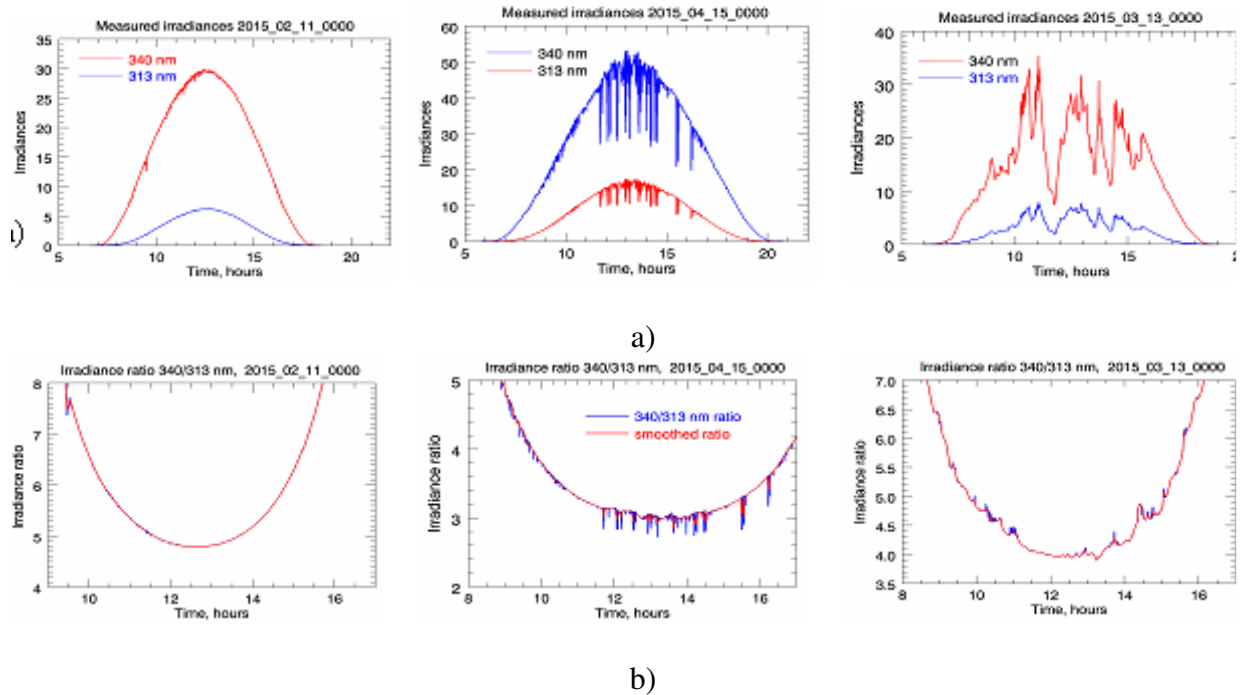 Measured irradiances 2015_02_11_0000
35
30
25
20
15
10
5
0
340 nm
313 nm
Irradiances
5 10 15 20
Time, hours
Measured irradiances 2015_04_15_0000
60
50
40
30
20
10
0
340 nm
313 nm
Irradiances
5 10 15 20
Time, hours
Measured irradiances 2015_03_13_0000
40
30
20
10
0
340 nm
313 nm
Irradiances
5 10 15
Time, hours
a)
Irradiance ratio 340/313 nm, 2015_02_11_0000
8
7
6
5
4
Irradiance ratio
10 12 14 16
Time, hours
Irradiance ratio 340/313 nm, 2015_04_15_0000
5
4
3
2
340/313 nm ratio
smoothed ratio
Irradiance ratio
8 10 12 14 16
Time, hours
Irradiance ratio 340/313 nm, 2015_03_13_0000
7.0
6.5
6.0
5.5
5.0
4.5
4.0
3.5
Irradiance ratio
8 10 12 14 16
Time, hours
b)